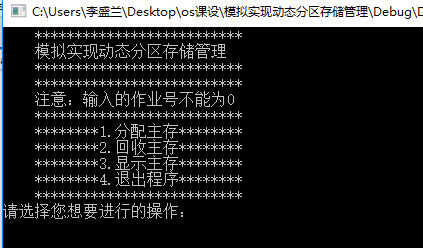 C:\Users\李盛兰\Desktop\os课设\模拟实现动态分区存储管理\Debug\D
**************************
模拟实现动态分区存储管理
**************************
**************************
注意：输入的作业号不能为0
**************************
********1.分配主存********
********2.回收主存********
********3.显示主存********
********4.退出程序********
**************************
请选择您想要进行的操作：